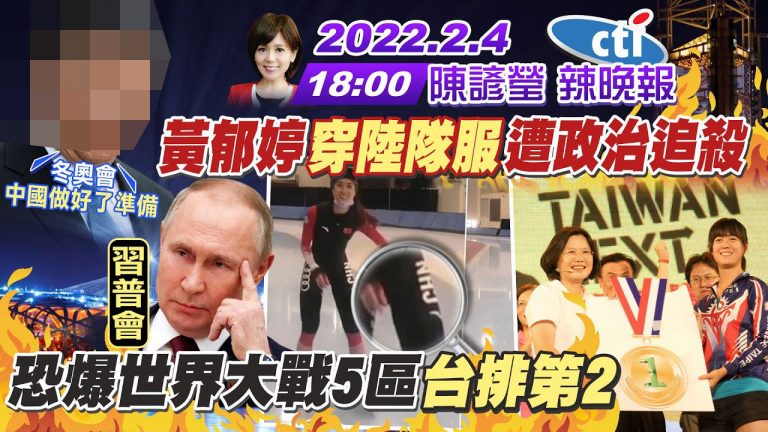 2022.2.4
cti
18:00 陳諺瑩 辣晚報
黃郁婷穿陸隊服遭政治追殺
冬奧會
中國做好了準備
習普會
CHN
TAIWAN
NEXT
1
恐爆世界大戰5區台排第2